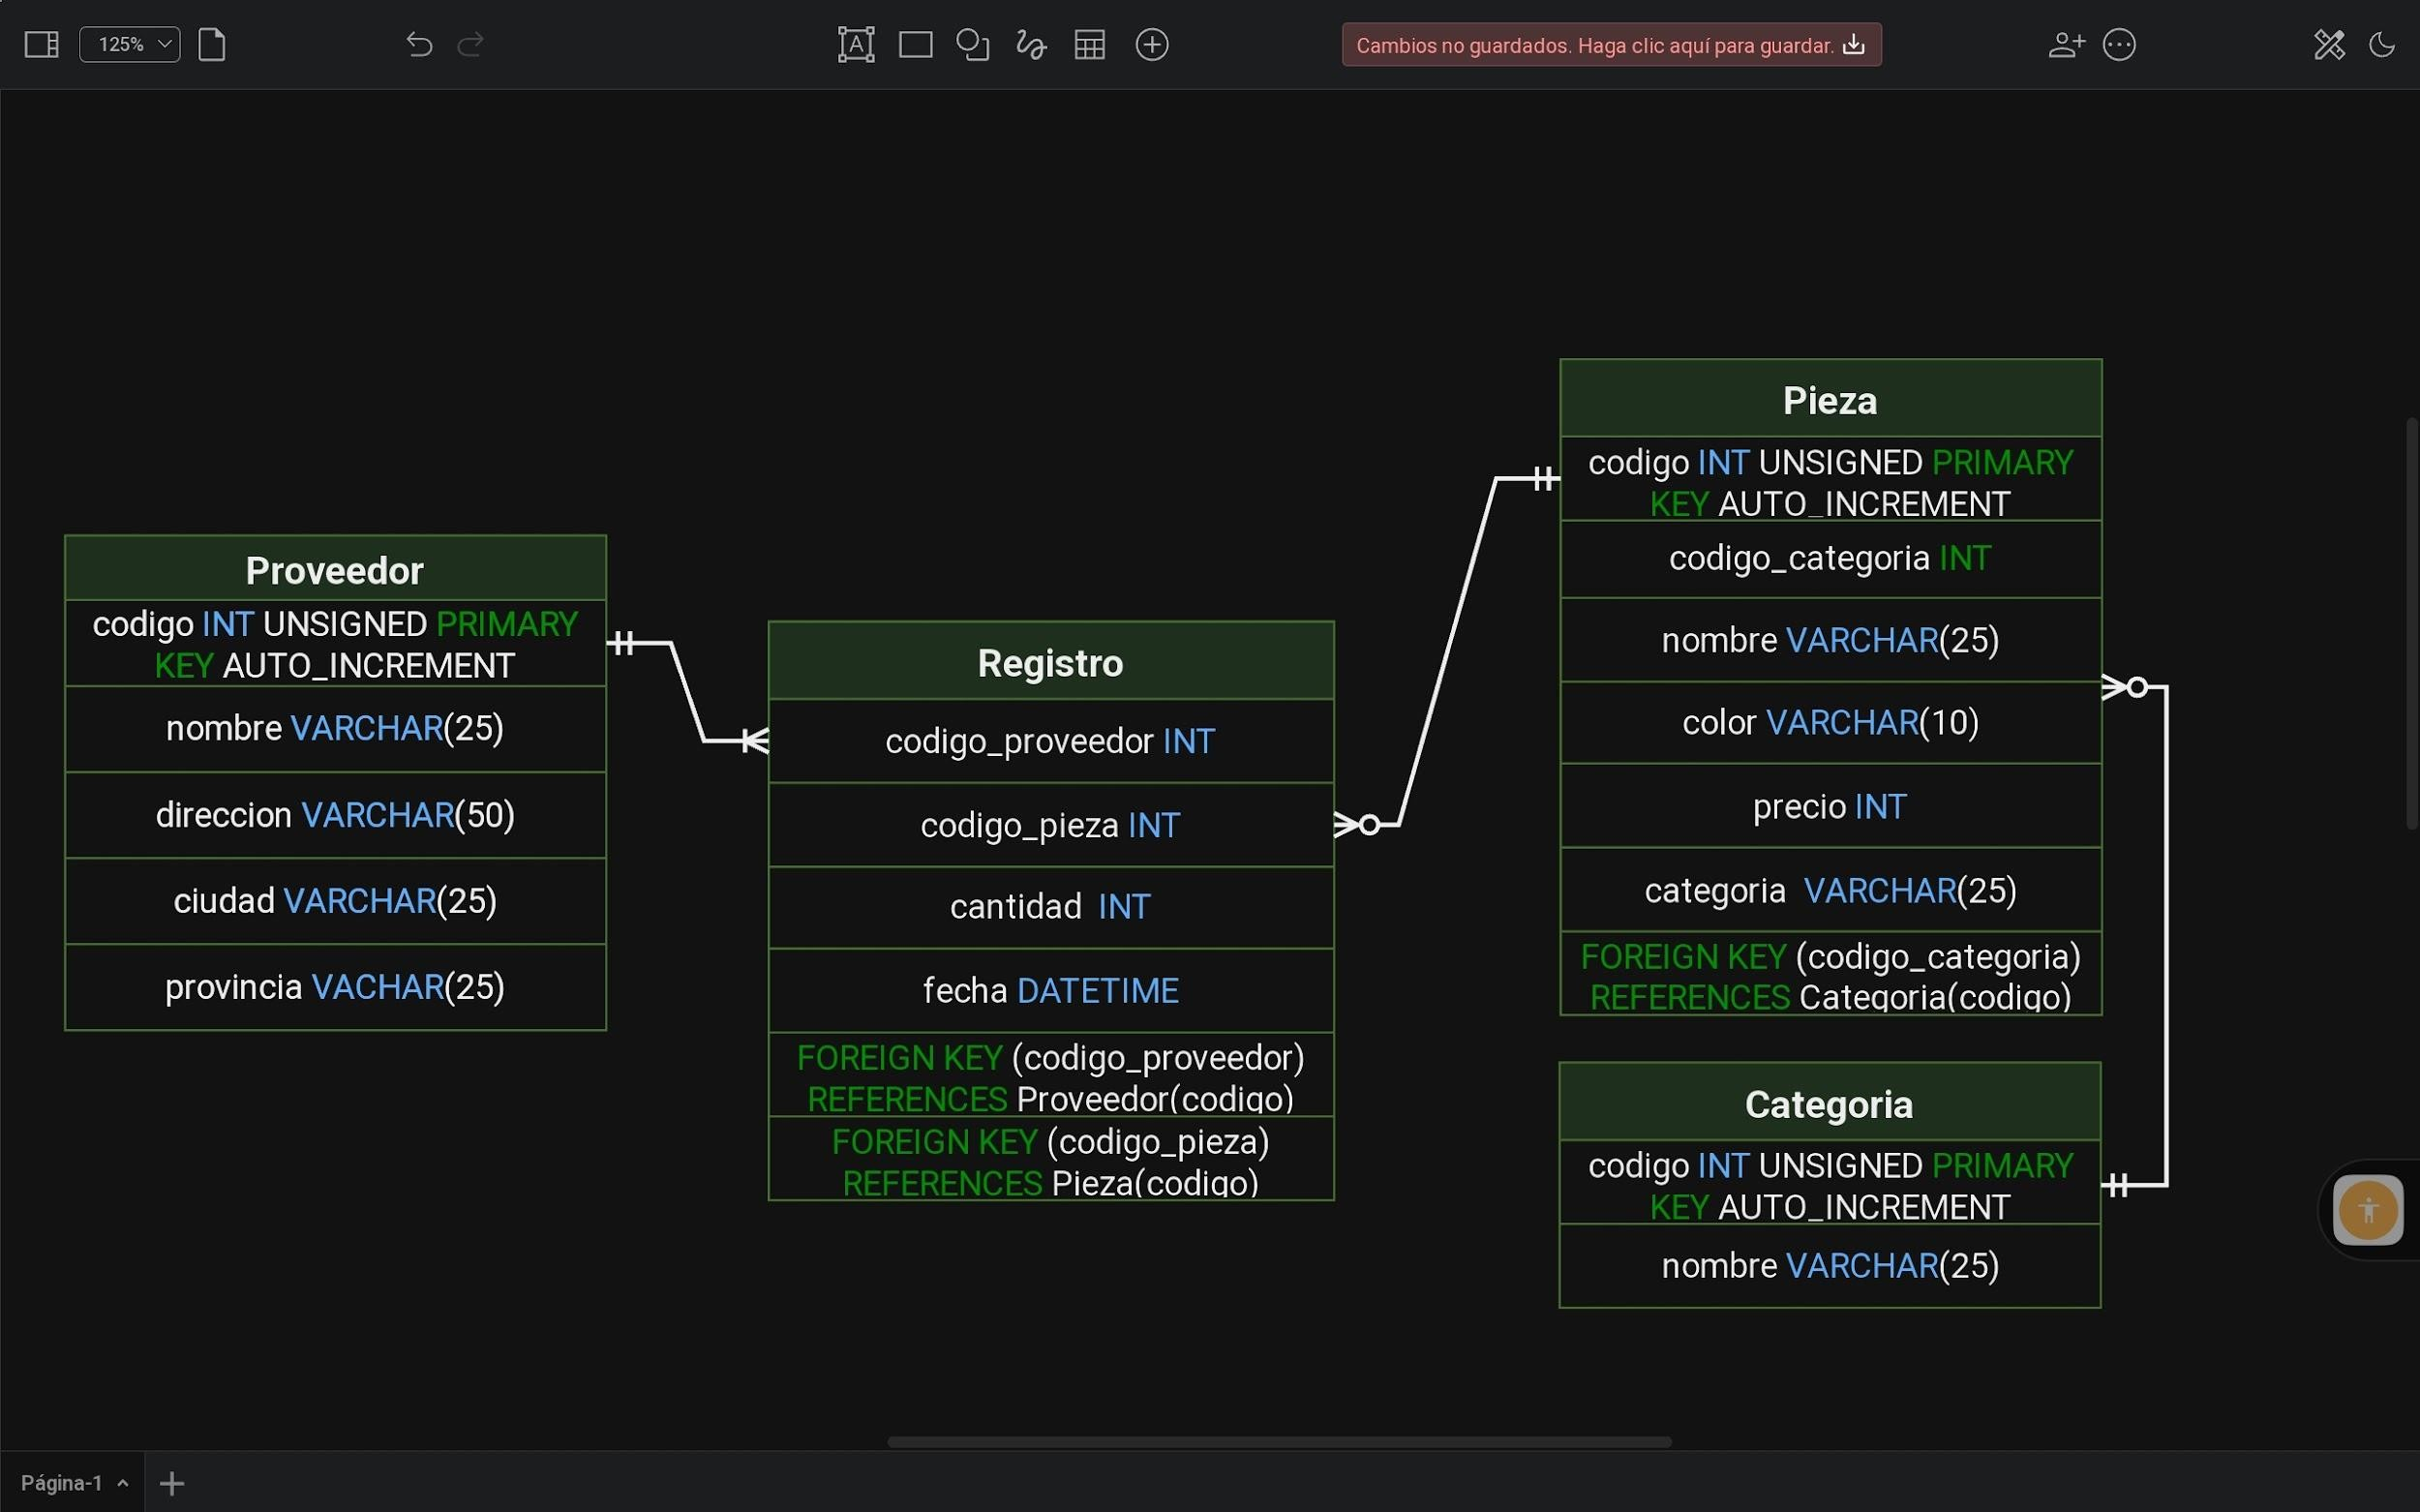 125%
Cambios no guardados. Haga clic aquí para guardar.
Proveedor
codigo INT UNSIGNED PRIMARY
KEY AUTO_INCREMENT
nombre VARCHAR(25)
direccion VARCHAR(50)
ciudad VARCHAR(25)
provincia VACHAR(25)
Registro
codigo_proveedor INT
codigo_pieza INT
cantidad INT
fecha DATETIME
FOREIGN KEY (codigo_proveedor)
REFERENCES Proveedor(codigo)
FOREIGN KEY (codigo_pieza)
REFERENCES Pieza(codigo)
Pieza
codigo INT UNSIGNED PRIMARY
KEY AUTO_INCREMENT
codigo_categoria INT
nombre VARCHAR(25)
color VARCHAR(10)
precio INT
categoria VARCHAR(25)
FOREIGN KEY (codigo_categoria)
REFERENCES Categoria(codigo)
Categoria
codigo INT UNSIGNED PRIMARY
KEY AUTO_INCREMENT
nombre VARCHAR(25)
Página-1